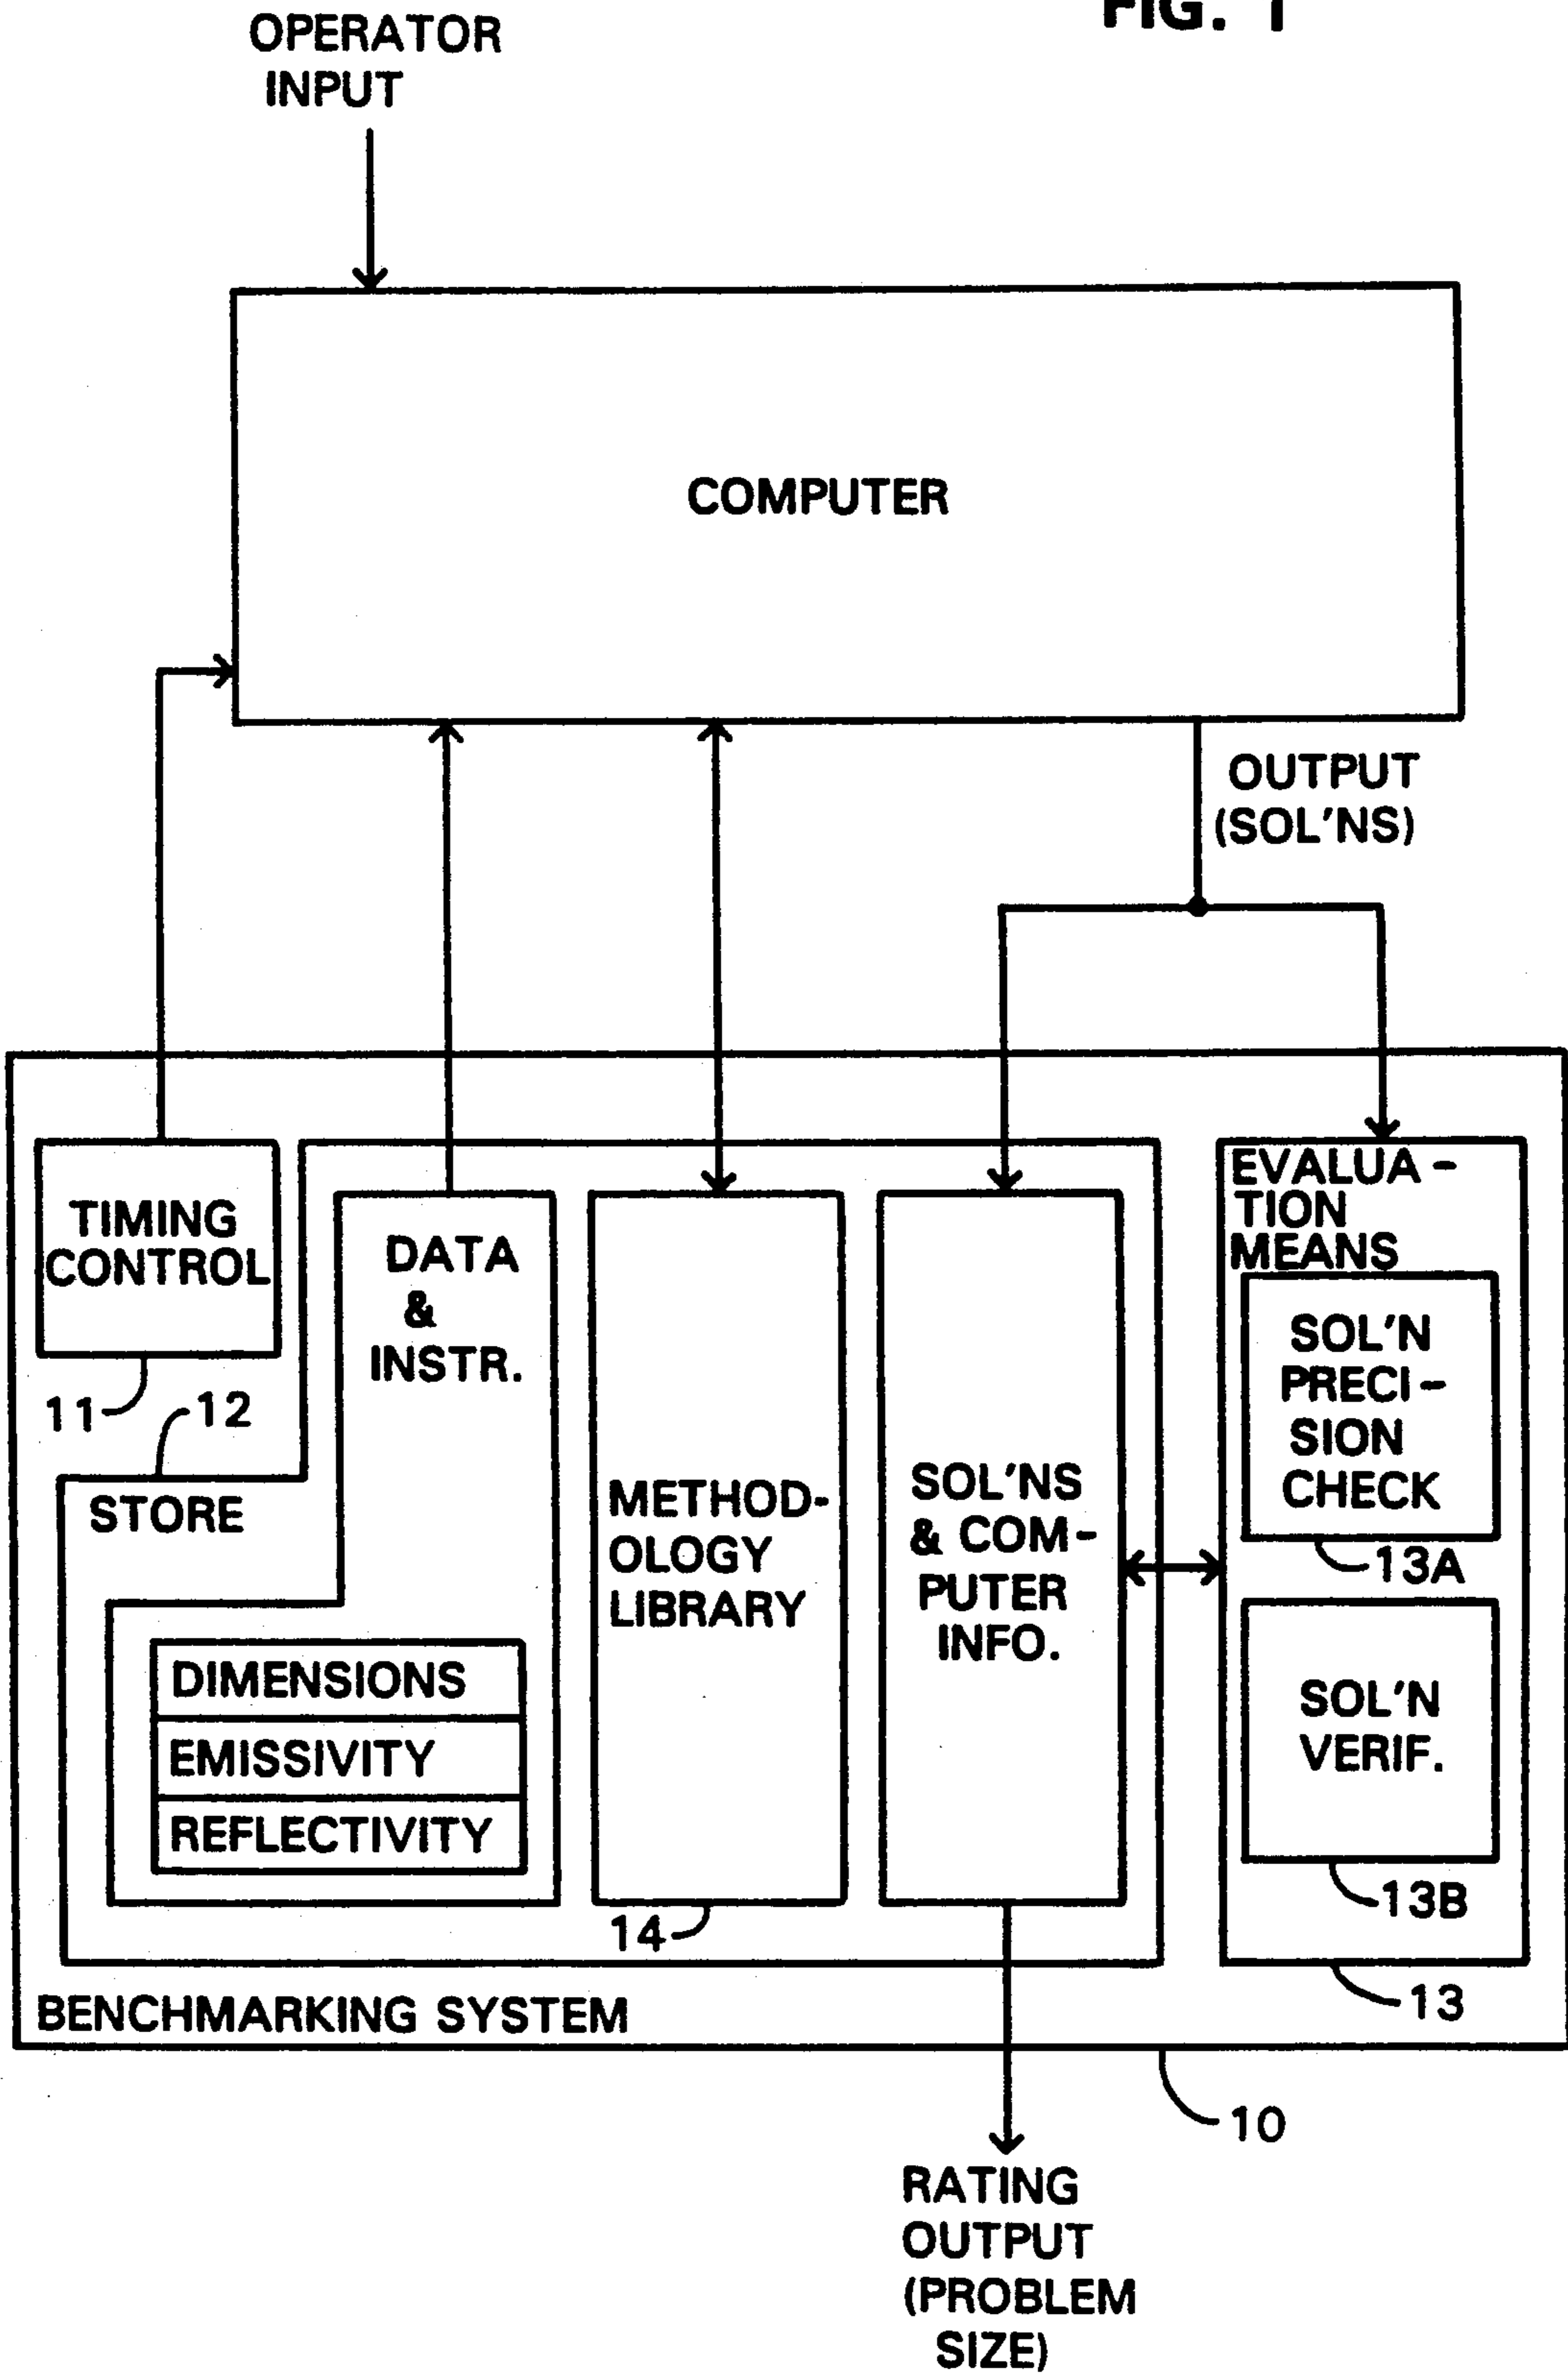 FIG. 1
OPERATOR
INPUT
COMPUTER
OUTPUT
(SOL'NS)
TIMING
CONTROL
11
12
STORE
DATA
&
INSTR.
DIMENSIONS
EMISSIVITY
REFLECTIVITY
METHOD-
OLOGY
LIBRARY
14
SOL'NS
& COM-
PUTER
INFO.
EVALUA-
TION
MEANS
SOL'N
PRECI-
SION
CHECK
13A
SOL'N
VERIF.
13B
13
BENCHMARKING SYSTEM
10
RATING
OUTPUT
(PROBLEM
SIZE)